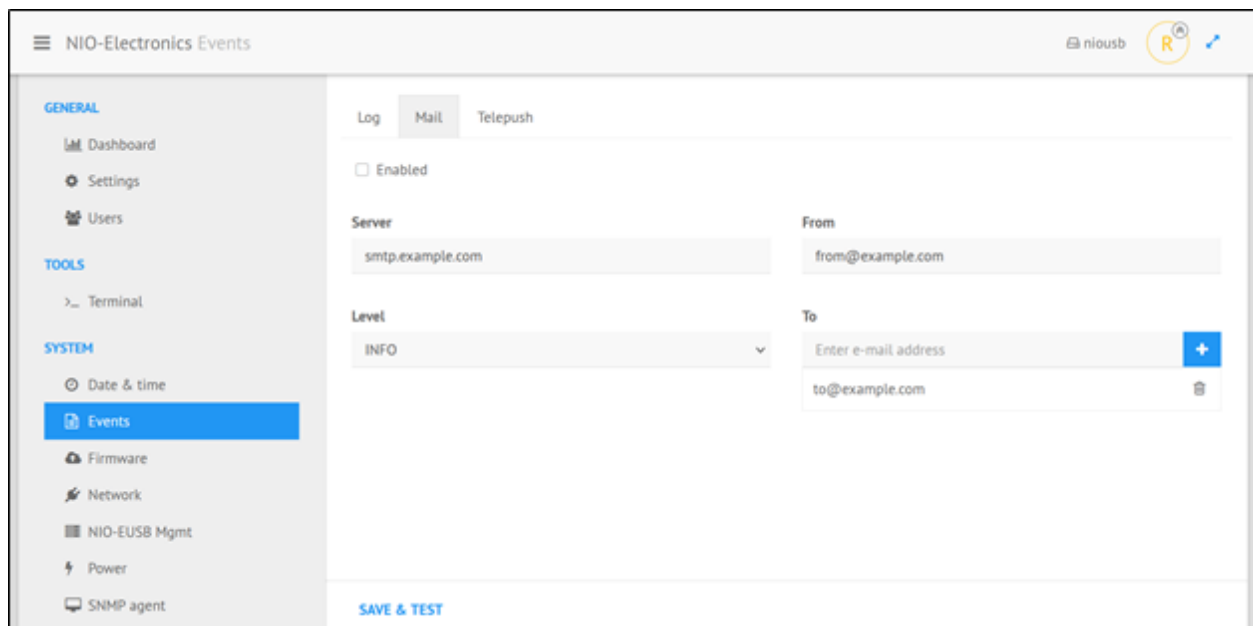 NIO-Electronics Events
niousb
R
GENERAL
Dashboard
Settings
Users
TOOLS
>_ Terminal
SYSTEM
Date & time
Events
Firmware
Network
NIO-EUSB Mgmt
Power
SNMP agent
Log Mail Telepush
Enabled
Server
smtp.example.com
From
from@example.com
Level
INFO
To
Enter e-mail address
to@example.com
SAVE & TEST